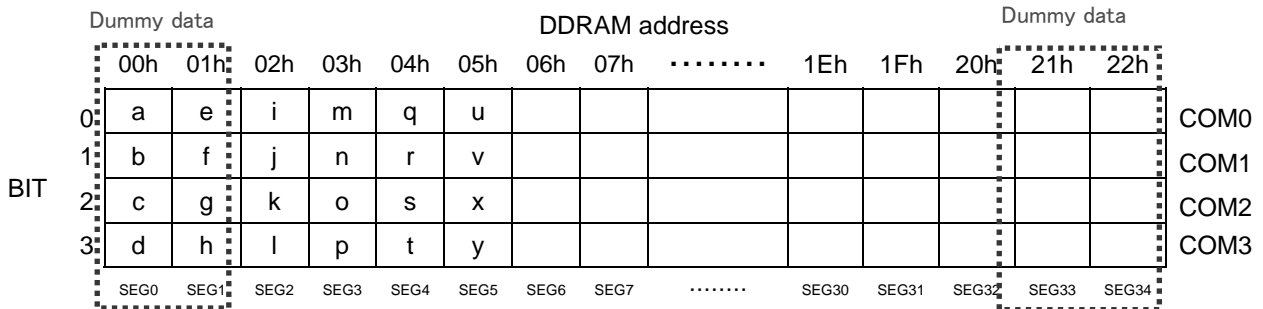 Dummy data DDRAM address Dummy data
00h 01h 02h 03h 04h 05h 06h 07h ········ 1Eh 1Fh 20h 21h 22h
0 a e i m q u COM0
1 b f j n r v COM1
BIT
2 c g k o s x COM2
3 d h l p t y COM3
SEG0 SEG1 SEG2 SEG3 SEG4 SEG5 SEG6 SEG7 ········ SEG30 SEG31 SEG32 SEG33 SEG34